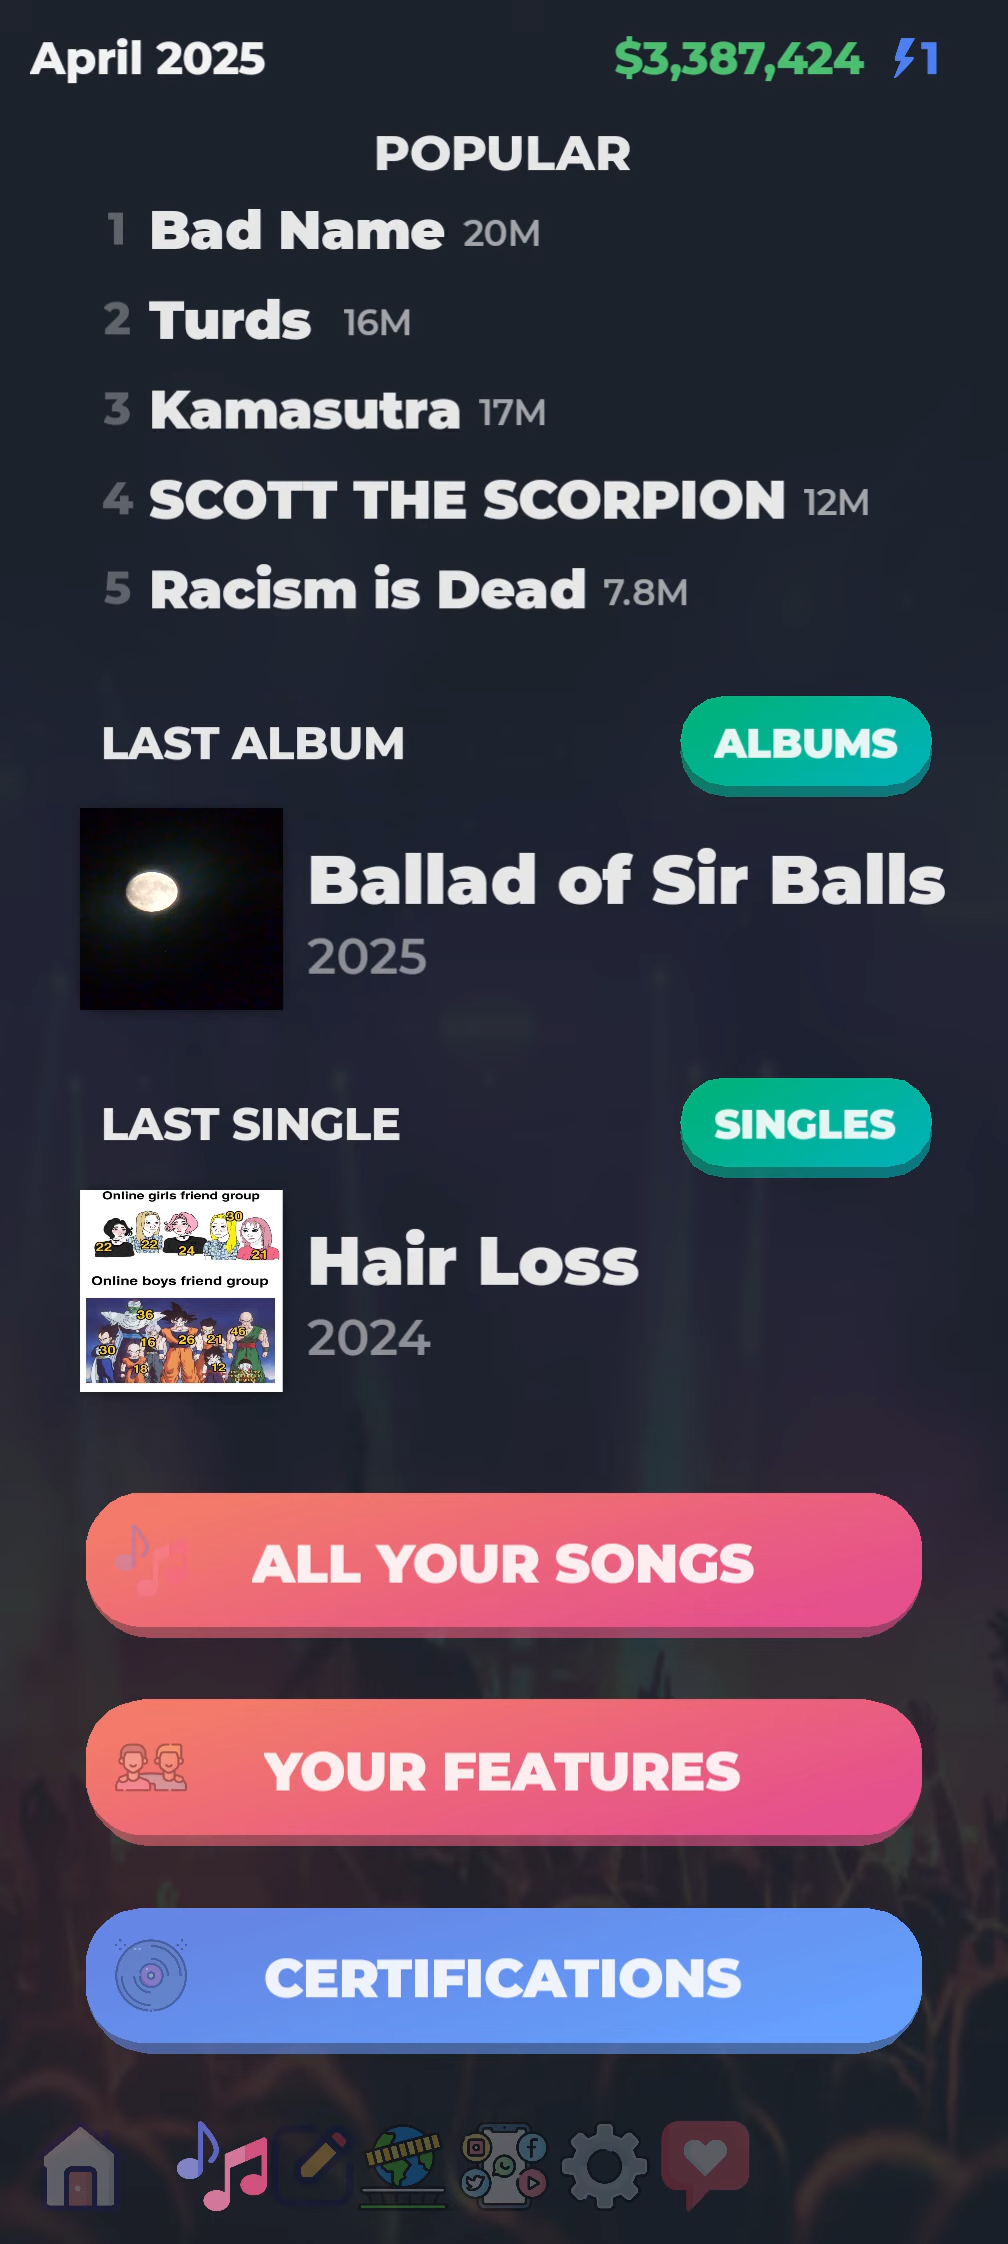 April 2025 $3,387,424 1
POPULAR
1 Bad Name 20M
2 Turds 16M
3 Kamasutra 17M
4 SCOTT THE SCORPION 12M
5 Racism is Dead 7.8M
LAST ALBUM ALBUMS
Ballad of Sir Balls
2025
LAST SINGLE SINGLES
Online girls friend group
30
22 22 24 21
Online boys friend group
36
30 16 26 21 46
18 12
Hair Loss
2024
ALL YOUR SONGS
YOUR FEATURES
CERTIFICATIONS